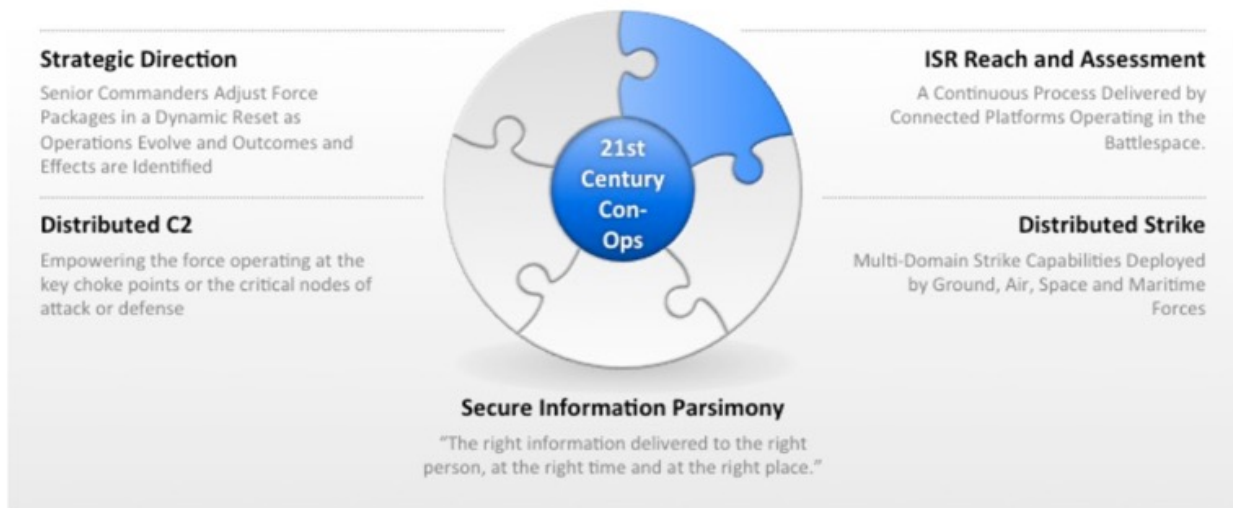 Strategic Direction
Senior Commanders Adjust Force
Packages in a Dynamic Reset as
Operations Evolve and Outcomes and
Effects are Identified
Distributed C2
Empowering the force operating at the
key choke points or the critical nodes of
attack or defense
21st
Century
Con-
Ops
ISR Reach and Assessment
A Continuous Process Delivered by
Connected Platforms Operating in the
Battlespace.
Distributed Strike
Multi-Domain Strike Capabilities Deployed
by Ground, Air, Space and Maritime
Forces
Secure Information Parsimony
“The right information delivered to the right
person, at the right time and at the right place.”